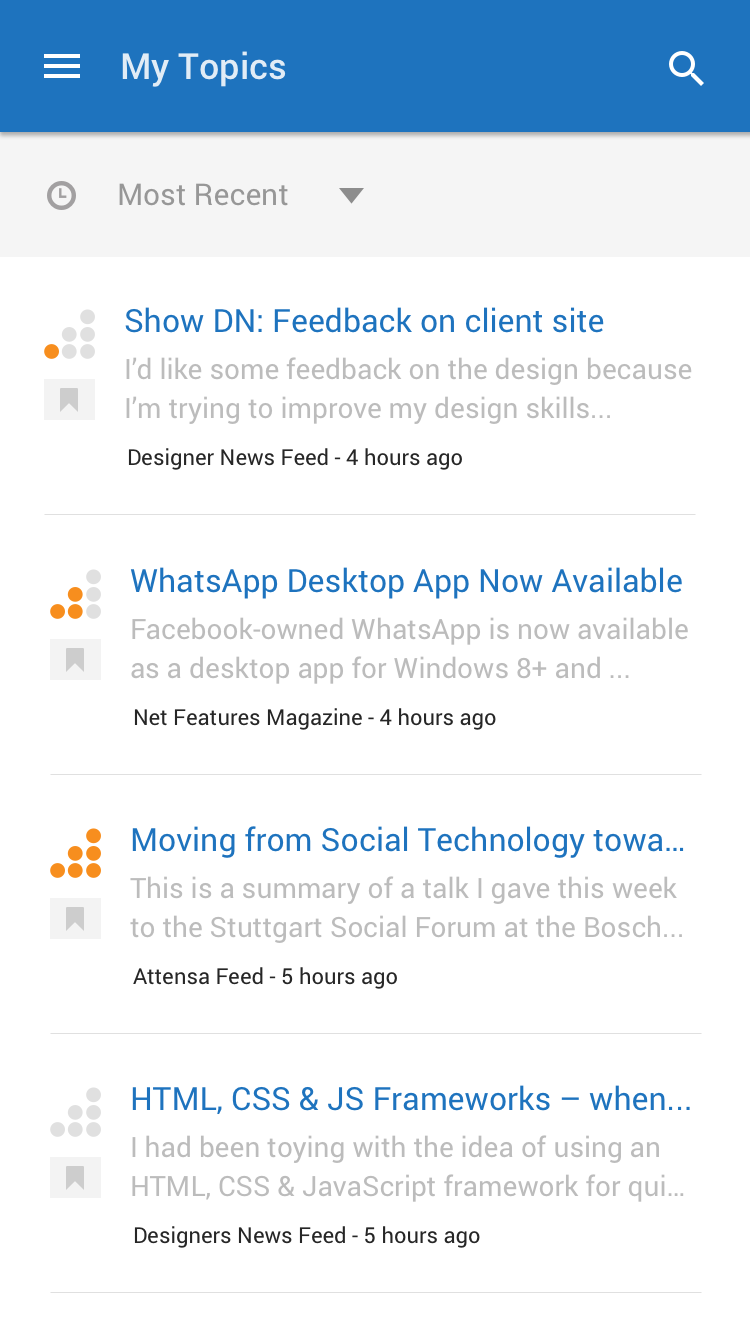 My Topics
Most Recent
Show DN: Feedback on client site
I’d like some feedback on the design because
I’m trying to improve my design skills...
Designer News Feed - 4 hours ago
WhatsApp Desktop App Now Available
Facebook-owned WhatsApp is now available
as a desktop app for Windows 8+ and ...
Net Features Magazine - 4 hours ago
Moving from Social Technology towa...
This is a summary of a talk I gave this week
to the Stuttgart Social Forum at the Bosch...
Attensa Feed - 5 hours ago
HTML, CSS & JS Frameworks – when...
I had been toying with the idea of using an
HTML, CSS & JavaScript framework for qui...
Designers News Feed - 5 hours ago